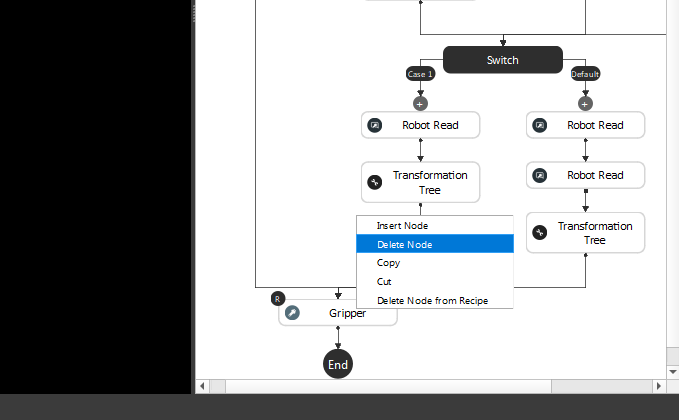 Switch
Case 1
Default
+
+
Robot Read
Robot Read
Transformation
Tree
Robot Read
Transformation
Tree
Insert Node
Delete Node
Copy
Cut
Delete Node from Recipe
R
Gripper
End